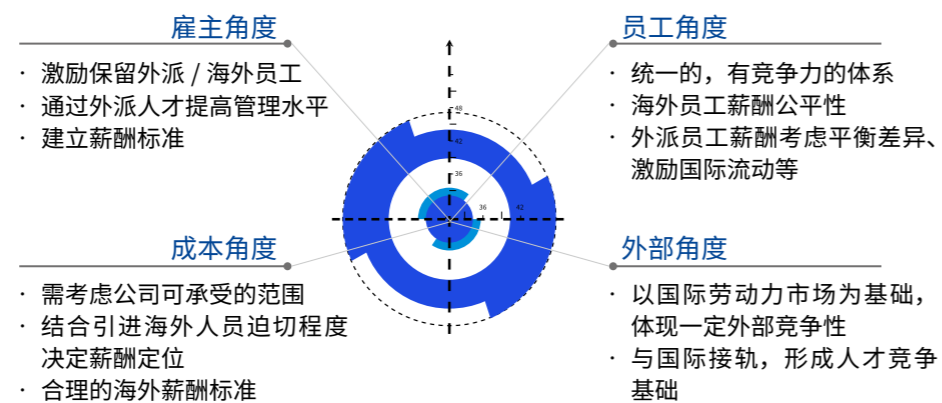 雇主角度
· 激励保留外派 / 海外员工
· 通过外派人才提高管理水平
· 建立薪酬标准
员工角度
· 统一的，有竞争力的体系
· 海外员工薪酬公平性
· 外派员工薪酬考虑平衡差异、
激励国际流动等
48
42
36
36
42
成本角度
· 需考虑公司可承受的范围
· 结合引进海外人员迫切程度
决定薪酬定位
· 合理的海外薪酬标准
外部角度
· 以国际劳动力市场为基础，
体现一定外部竞争性
· 与国际接轨，形成人才竞争
基础